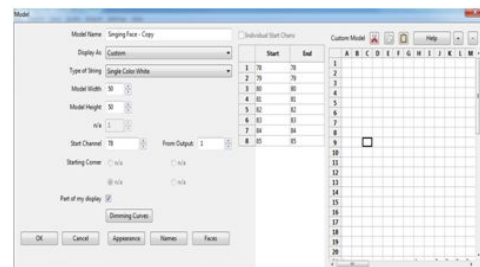 Model
Model Name Singing Face - Copy
Display As Custom
Type of String Single Color White
Model Width 50
Model Height 50
n/a 1
Start Channel 78 From Output: 1
Starting Corner n/a n/a
n/a n/a
Part of my display
Dimming Curves
OK Cancel Appearance Names Faces
Individual Start Chans
Start End
1 78 78
2 79 79
3 80 80
4 81 81
5 82 82
6 83 83
7 84 84
8 85 85
Custom Model Help + -
A B C D E F G H I J K L M
1
2
3
4
5
6
7
8
9
10
11
12
13
14
15
16
17
18
19
20